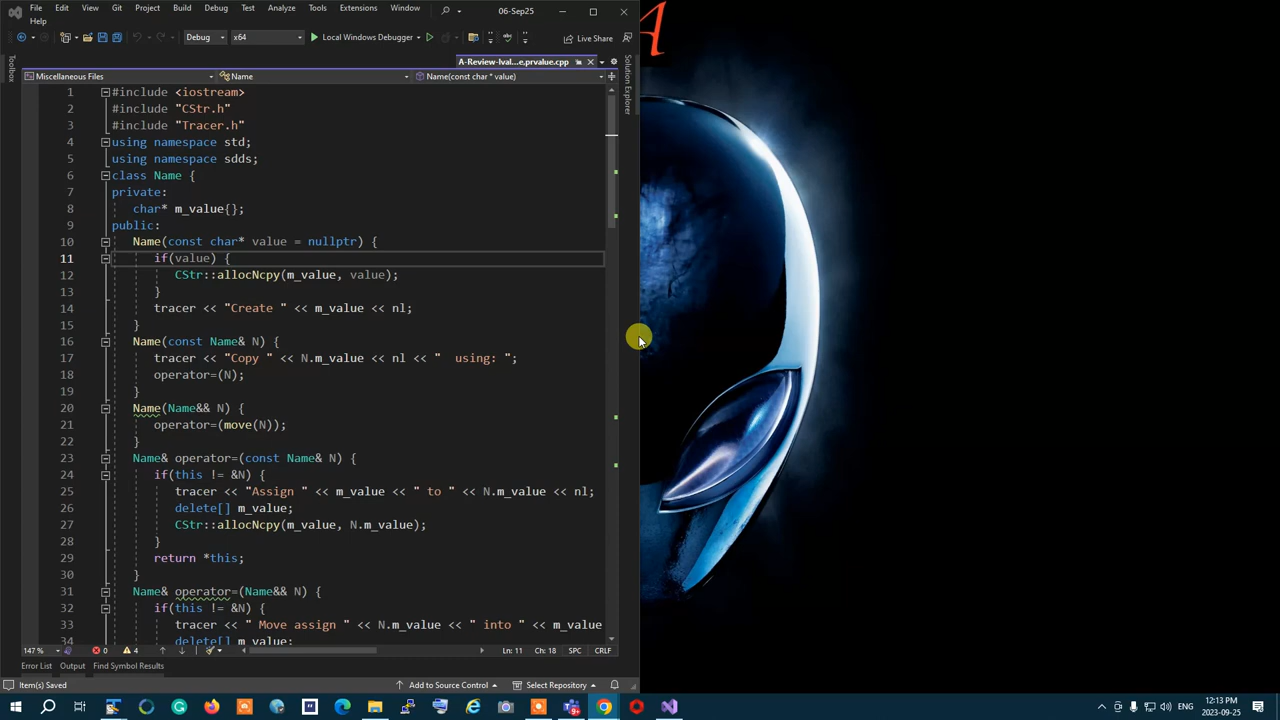 File Edit View Git Project Build Debug Test Analyze Tools Extensions Window
Help
06-Sep25
Debug x64 Local Windows Debugger Live Share
A-Review-lval...e.prvalue.cpp
Toolbox
Solution Explorer
Miscellaneous Files Name Name(const char * value)
1 #include <iostream>
2 #include "CStr.h"
3 #include "Tracer.h"
4 using namespace std;
5 using namespace sdds;
6 class Name {
7 private:
8 char* m_value{};
9 public:
10 Name(const char* value = nullptr) {
11 if(value) {
12 CStr::allocNcpy(m_value, value);
13 }
14 tracer << "Create " << m_value << nl;
15 }
16 Name(const Name& N) {
17 tracer << "Copy " << N.m_value << nl << "  using: ";
18 operator=(N);
19 }
20 Name(Name&& N) {
21 operator=(move(N));
22 }
23 Name& operator=(const Name& N) {
24 if(this != &N) {
25 tracer << "Assign " << m_value << " to " << N.m_value << nl;
26 delete[] m_value;
27 CStr::allocNcpy(m_value, N.m_value);
28 }
29 return *this;
30 }
31 Name& operator=(Name&& N) {
32 if(this != &N) {
33 tracer << " Move assign " << N.m_value << " into " << m_value
34 delete[] m_value;
147 % 0 4 Ln: 11 Ch: 18 SPC CRLF
Error List Output Find Symbol Results
Item(s) Saved Add to Source Control Select Repository
A
ENG 12:13 PM
2023-09-25